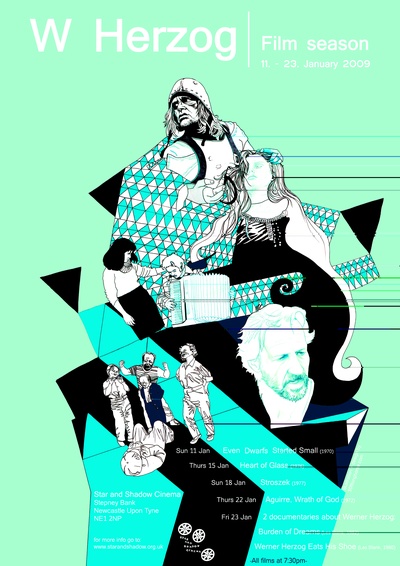 W Herzog
Film season
11. - 23. January 2009
Sun 11 Jan Even Dwarfs Started Small (1970)
Thurs 15 Jan Heart of Glass
Sun 18 Jan Stroszek (1977)
Thurs 22 Jan Aguirre, Wrath of God
Fri 23 Jan 2 documentaries about Werner Herzog
Burden of Dreams
Werner Herzog Eats His Shoe
-All films at 7:30pm-
Star and Shadow Cinema
Stepney Bank
Newcastle Upon Tyne
NE1 2NP
for more info go to
www.starandshadow.org.uk